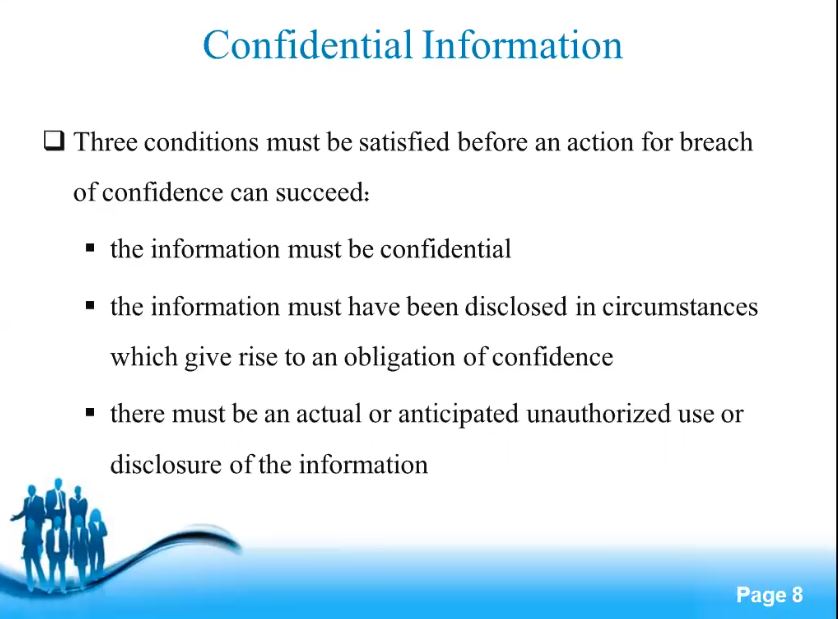 Confidential Information
❑ Three conditions must be satisfied before an action for breach
of confidence can succeed：
▪ the information must be confidential
▪ the information must have been disclosed in circumstances
which give rise to an obligation of confidence
▪ there must be an actual or anticipated unauthorized use or
disclosure of the information
Page 8